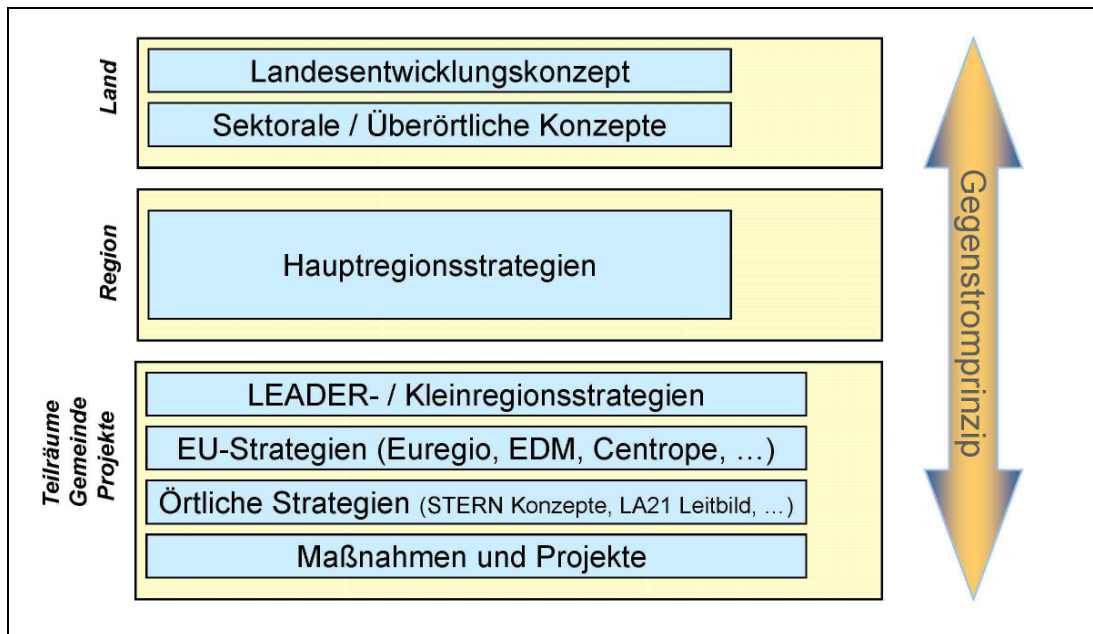 Land
Landesentwicklungskonzept
Sektorale / Überörtliche Konzepte
Region
Hauptregionsstrategien
Teilräume
Gemeinde
Projekte
LEADER- / Kleinregionsstrategien
EU-Strategien (Euregio, EDM, Centrope, …)
Örtliche Strategien (STERN Konzepte, LA21 Leitbild, …)
Maßnahmen und Projekte
Gegenstromprinzip